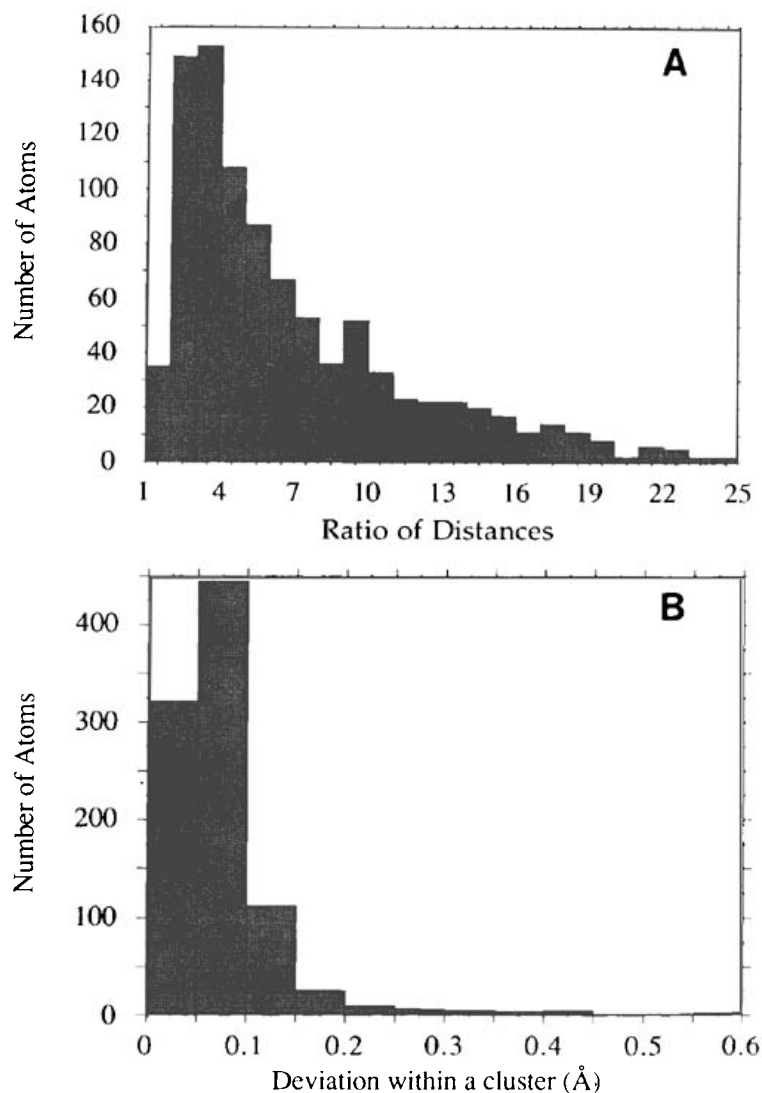 160
140
120
100
80
60
40
20
0
Number of Atoms
A
1 4 7 10 13 16 19 22 25
Ratio of Distances
400
300
200
100
0
Number of Atoms
B
0 0.1 0.2 0.3 0.4 0.5 0.6
Deviation within a cluster (Å)